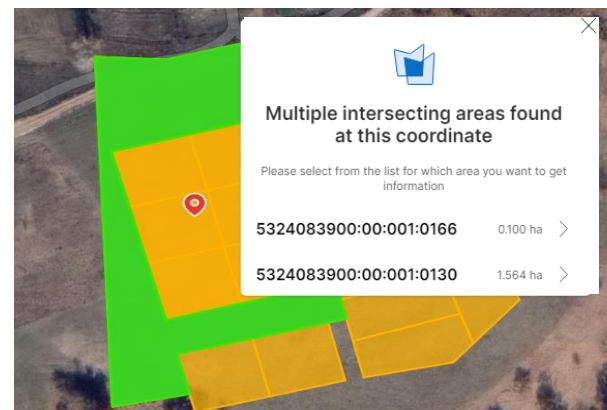 Multiple intersecting areas found
at this coordinate
Please select from the list for which area you want to get
information
5324083900:00:001:0166 0.100 ha
5324083900:00:001:0130 1.564 ha